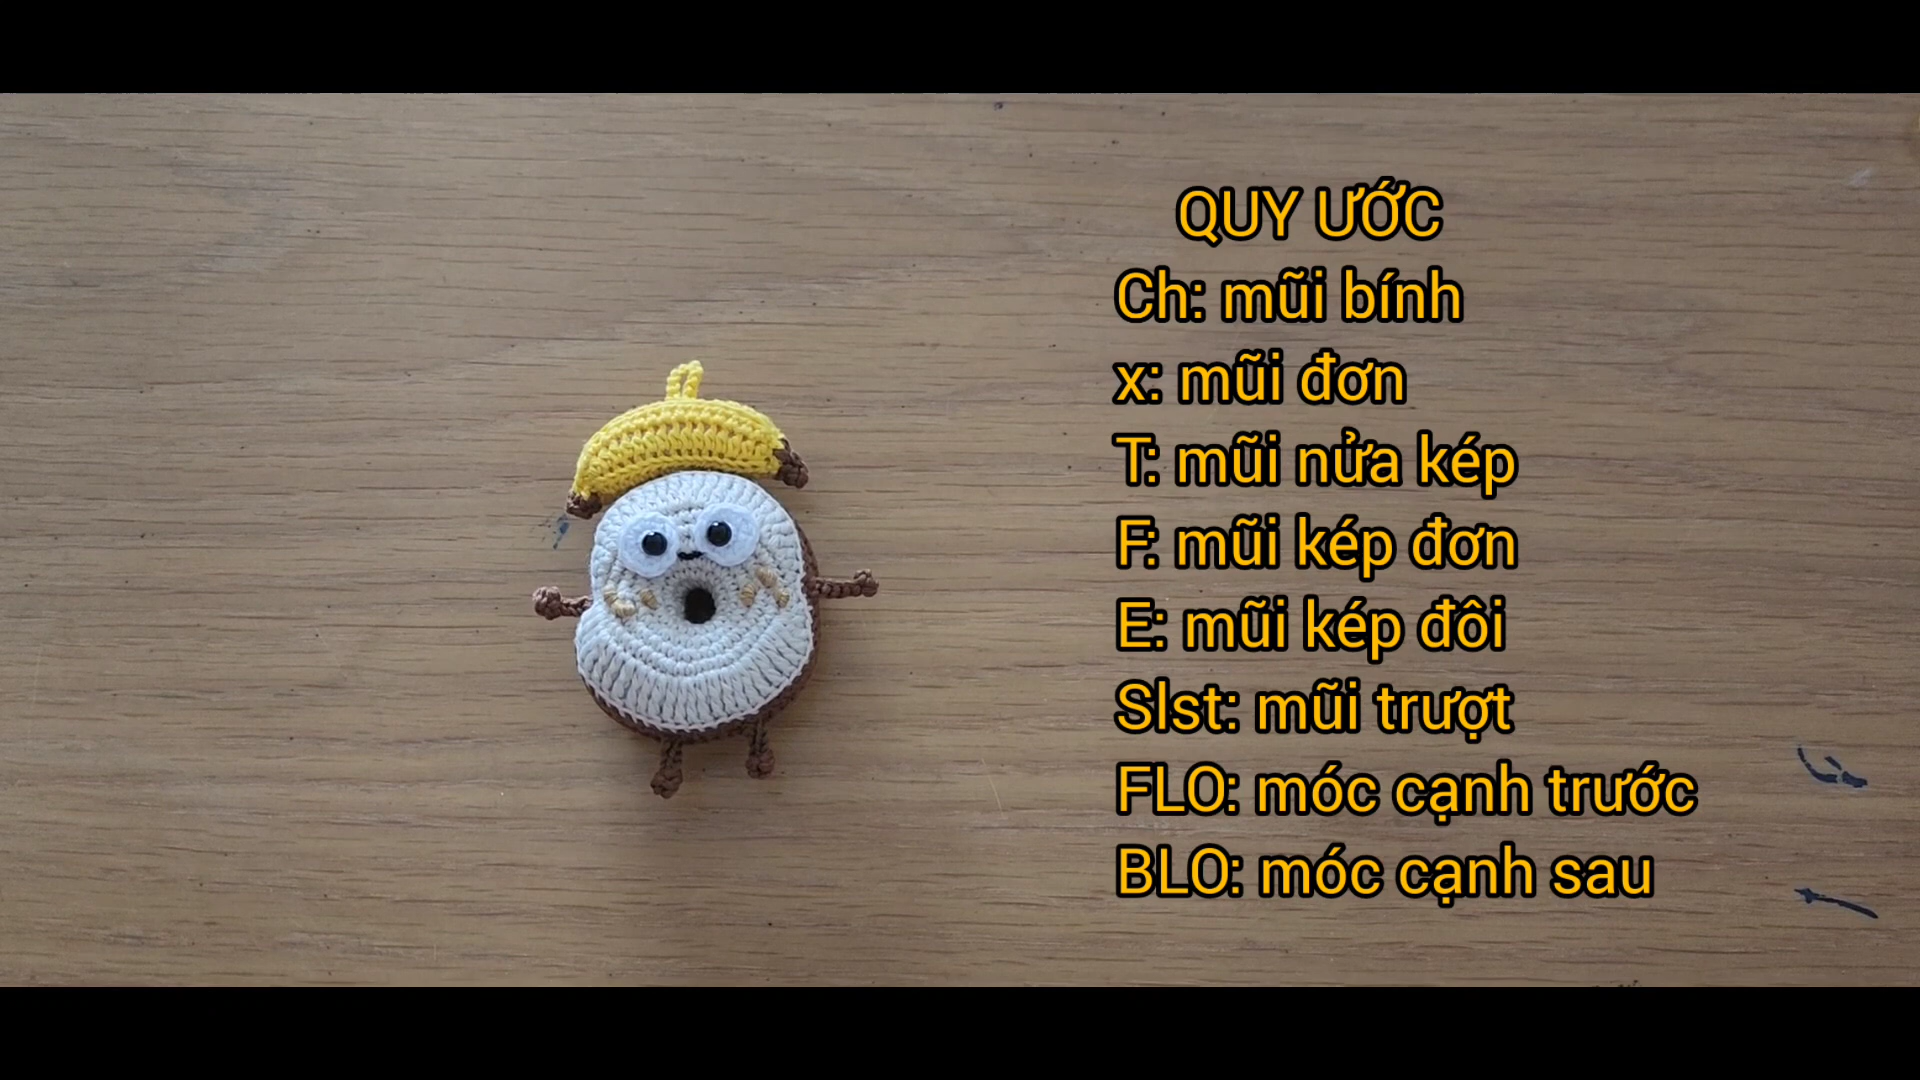 QUY ƯỚC
Ch: mũi bính
x: mũi đơn
T: mũi nửa kép
F: mũi kép đơn
E: mũi kép đôi
Slst: mũi trượt
FLO: móc cạnh trước
BLO: móc cạnh sau